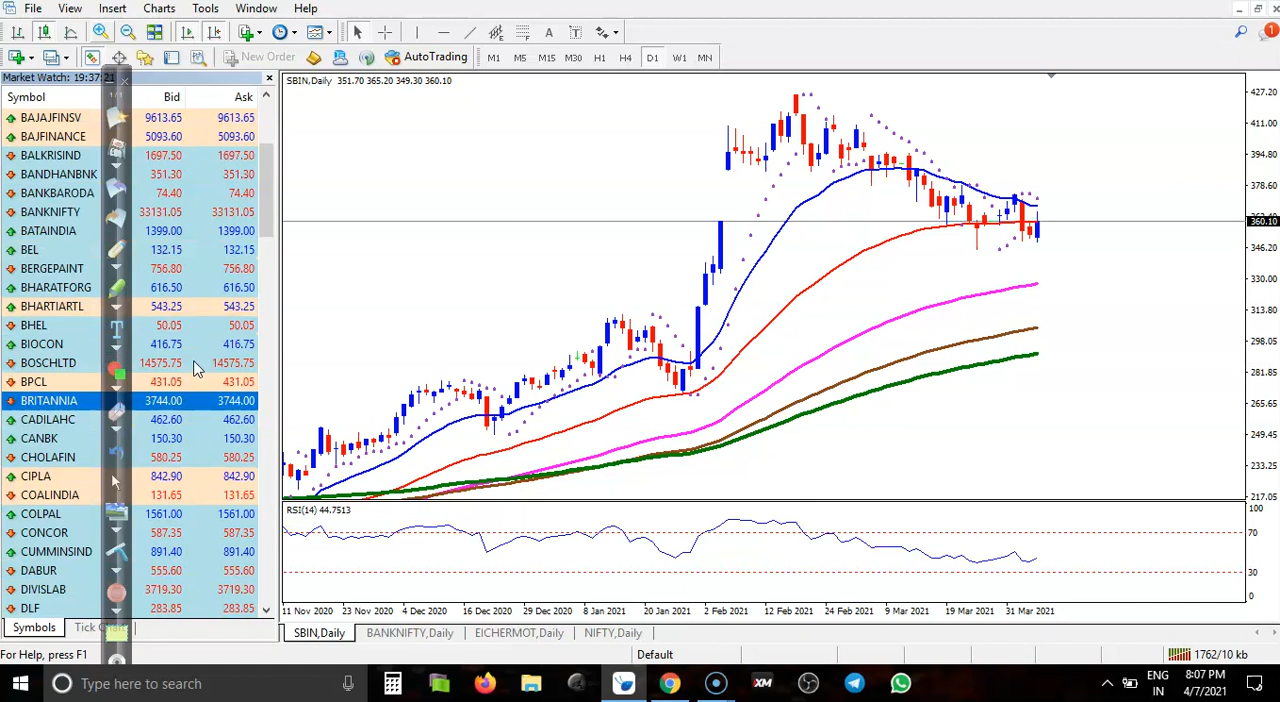 File View Insert Charts Tools Window Help
New Order AutoTrading M1 M5 M15 M30 H1 H4 D1 W1 MN
1
Market Watch: 19:37:21
Symbol Bid Ask
BAJAJFINSV 9613.65 9613.65
BAJFINANCE 5093.60 5093.60
BALKRISIND 1697.50 1697.50
BANDHANBNK 351.30 351.30
BANKBARODA 74.40 74.40
BANKNIFTY 33131.05 33131.05
BATAINDIA 1399.00 1399.00
BEL 132.15 132.15
BERGEPAINT 756.80 756.80
BHARATFORG 616.50 616.50
BHARTIARTL 543.25 543.25
BHEL 50.05 50.05
BIOCON 416.75 416.75
BOSCHLTD 14575.75 14575.75
BPCL 431.05 431.05
BRITANNIA 3744.00 3744.00
CADILAHC 462.60 462.60
CANBK 150.30 150.30
CHOLAFIN 580.25 580.25
CIPLA 842.90 842.90
COALINDIA 131.65 131.65
COLPAL 1561.00 1561.00
CONCOR 587.35 587.35
CUMMINSIND 891.40 891.40
DABUR 555.60 555.60
DIVISLAB 3719.30 3719.30
DLF 283.85 283.85
Symbols Tick
SBIN,Daily 351.70 365.20 349.30 360.10
427.20
411.00
394.80
378.60
360.10
346.20
330.00
313.80
298.05
281.85
265.65
249.45
233.25
217.05
RSI(14) 44.7513
100
70
30
0
11 Nov 2020 23 Nov 2020 4 Dec 2020 16 Dec 2020 29 Dec 2020 8 Jan 2021 20 Jan 2021 2 Feb 2021 12 Feb 2021 24 Feb 2021 9 Mar 2021 19 Mar 2021 31 Mar 2021
SBIN,Daily BANKNIFTY,Daily EICHERMOT,Daily NIFTY,Daily
For Help, press F1 Default 1762/10 kb
Type here to search XM ENG IN 8:07 PM 4/7/2021